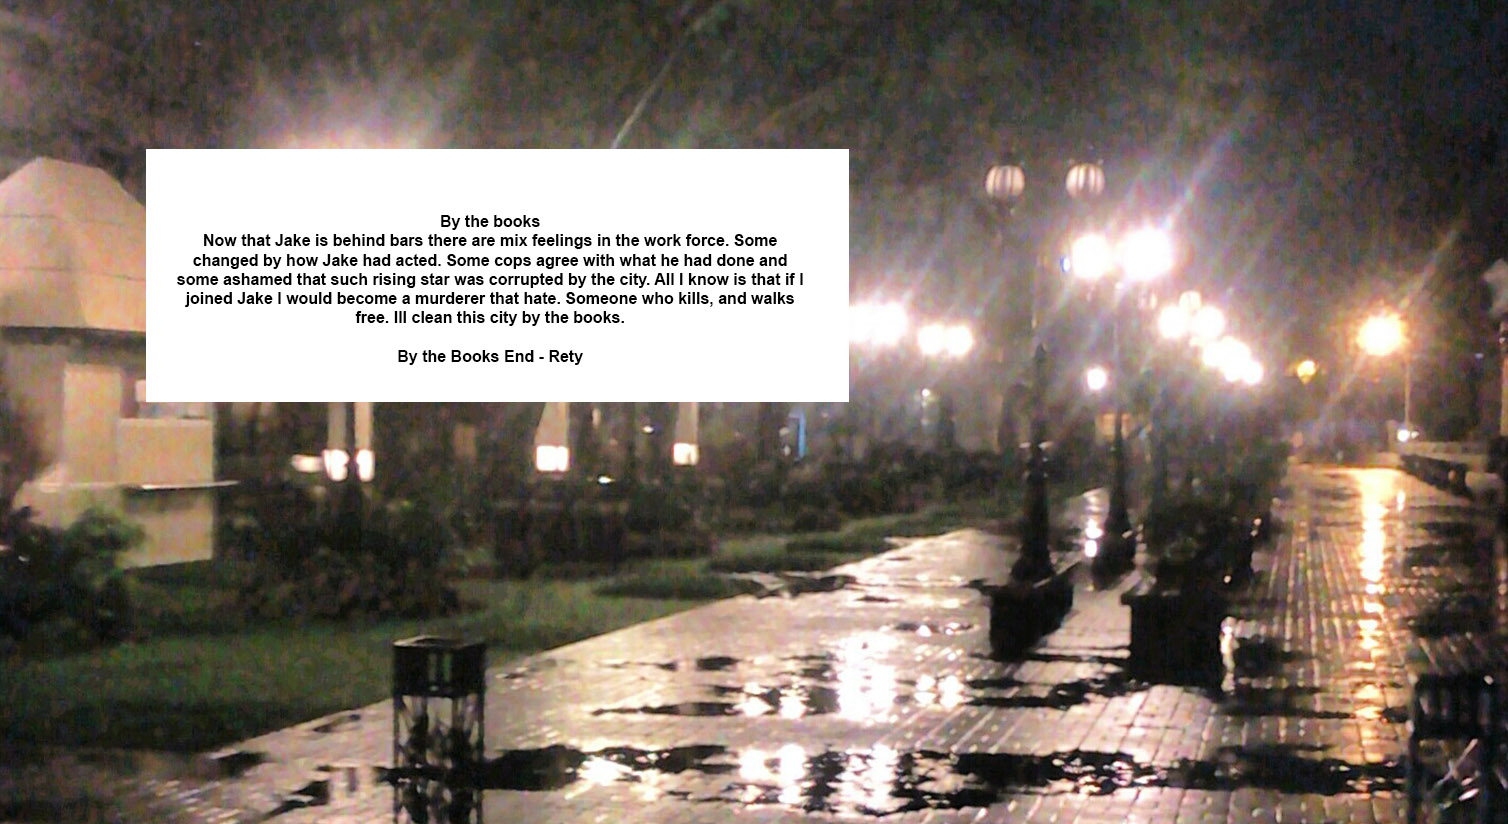 By the books
Now that Jake is behind bars there are mix feelings in the work force. Some
changed by how Jake had acted. Some cops agree with what he had done and
some ashamed that such rising star was corrupted by the city. All I know is that if I
joined Jake I would become a murderer that hate. Someone who kills, and walks
free. Ill clean this city by the books.
By the Books End - Rety